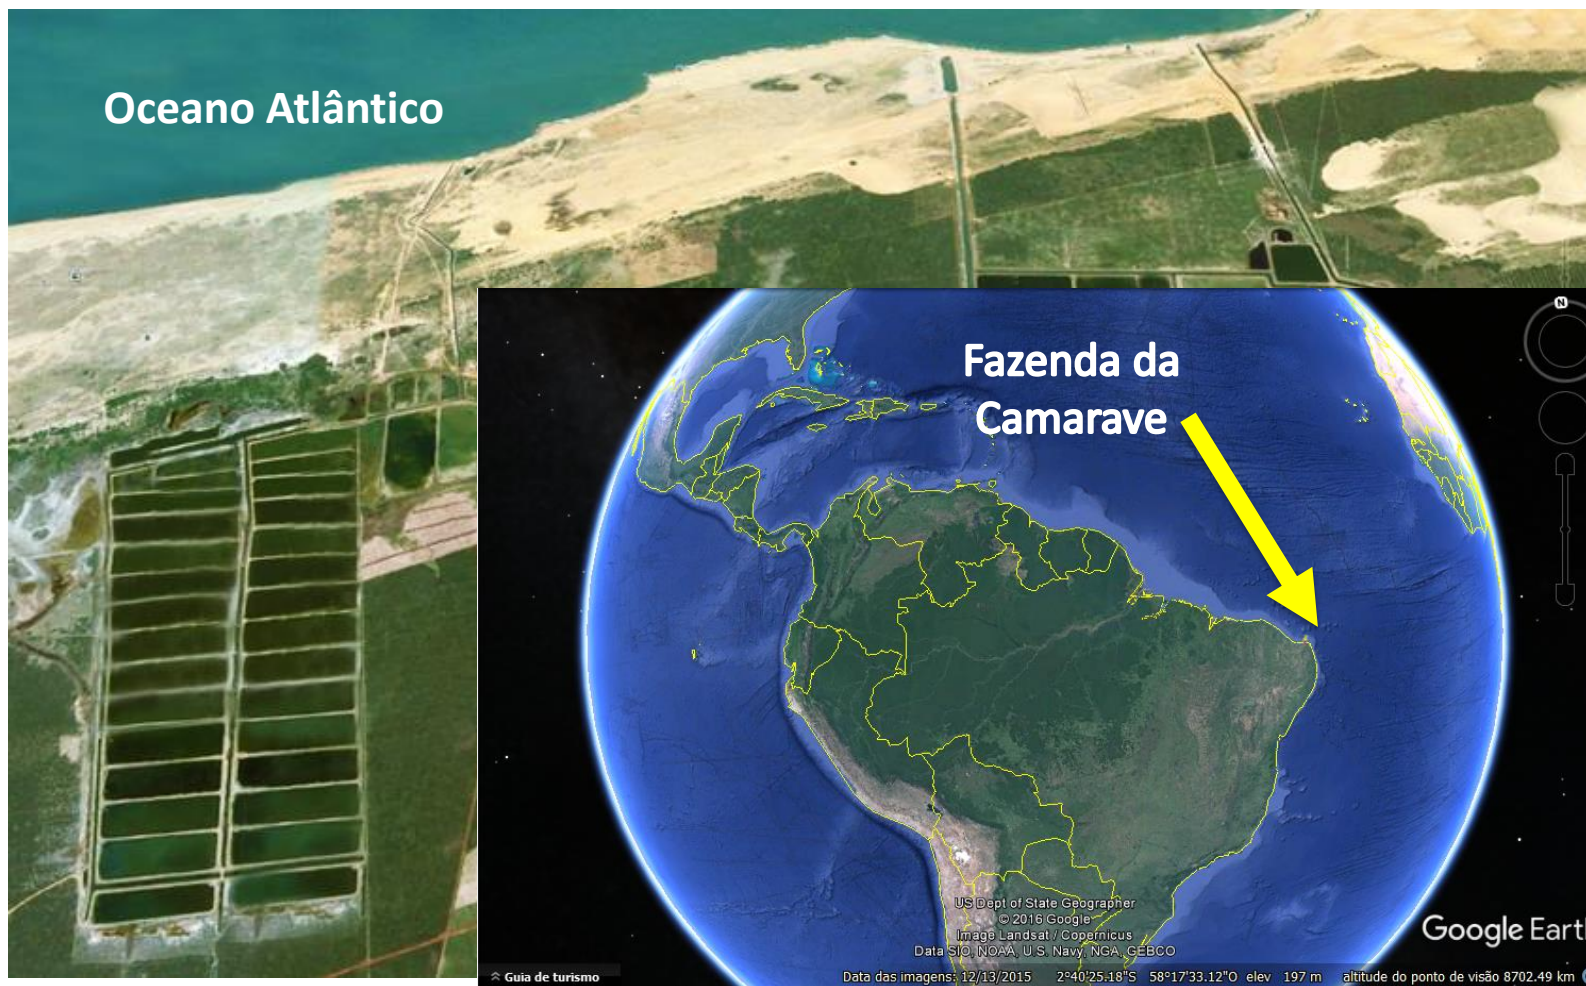 Oceano Atlântico
Fazenda da
Camarave
N
US Dept of State Geographer
© 2016 Google
Image Landsat / Copernicus
Data SIO, NOAA, U.S. Navy, NGA, GEBCO
Google Earth
Guia de turismo
Data das imagens: 12/13/2015 2°40'25.18"S 58°17'33.12"O elev 197 m altitude do ponto de visão 8702.49 km